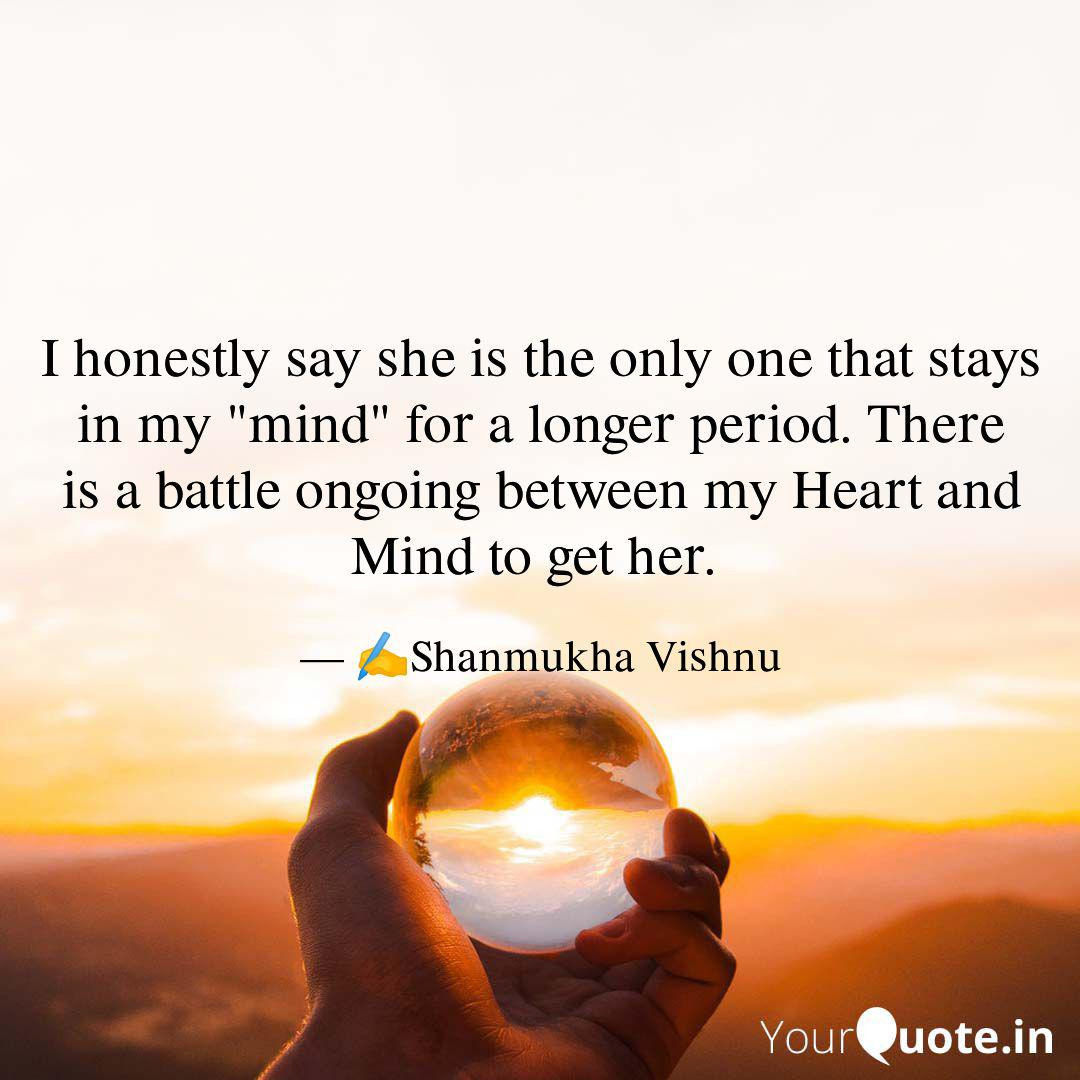 I honestly say she is the only one that stays
in my "mind" for a longer period. There
is a battle ongoing between my Heart and
Mind to get her.
— ✍Shanmukha Vishnu
YourQuote.in